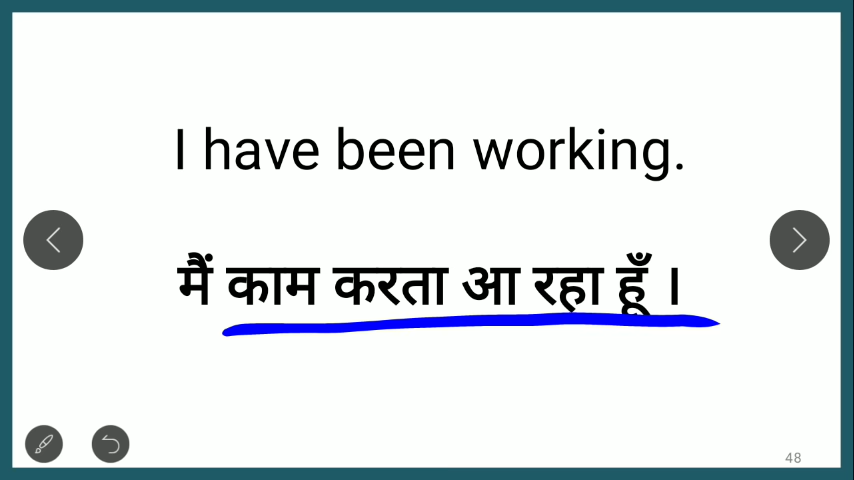 I have been working.
मैं काम करता आ रहा हूँ ।
48